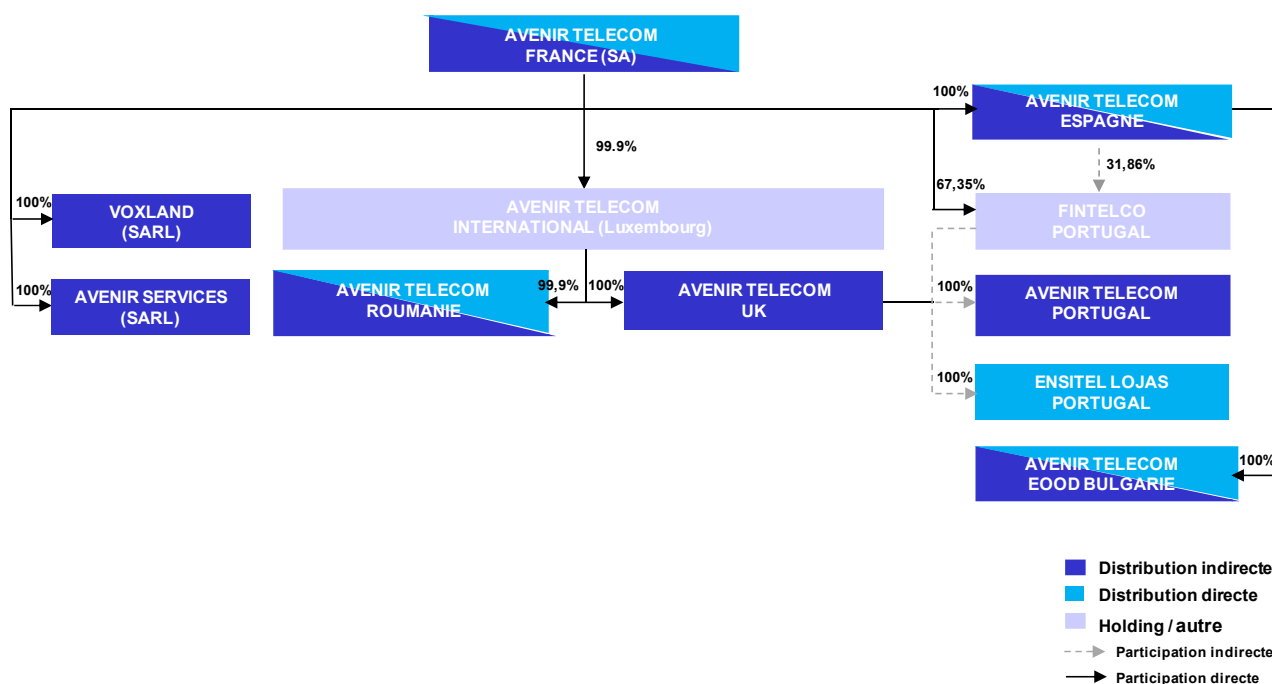 AVENIR TELECOM
FRANCE (SA)
100%
AVENIR TELECOM
ESPAGNE
99.9%
31,86%
100%
VOXLAND
(SARL)
AVENIR TELECOM
INTERNATIONAL (Luxembourg)
67,35%
FINTELCO
PORTUGAL
100%
AVENIR SERVICES
(SARL)
AVENIR TELECOM
ROUMANIE
99,9%
100%
AVENIR TELECOM
UK
100%
AVENIR TELECOM
PORTUGAL
100%
ENSITEL LOJAS
PORTUGAL
AVENIR TELECOM
EOOD BULGARIE
100%
Distribution indirecte
Distribution directe
Holding / autre
Participation indirecte
Participation directe